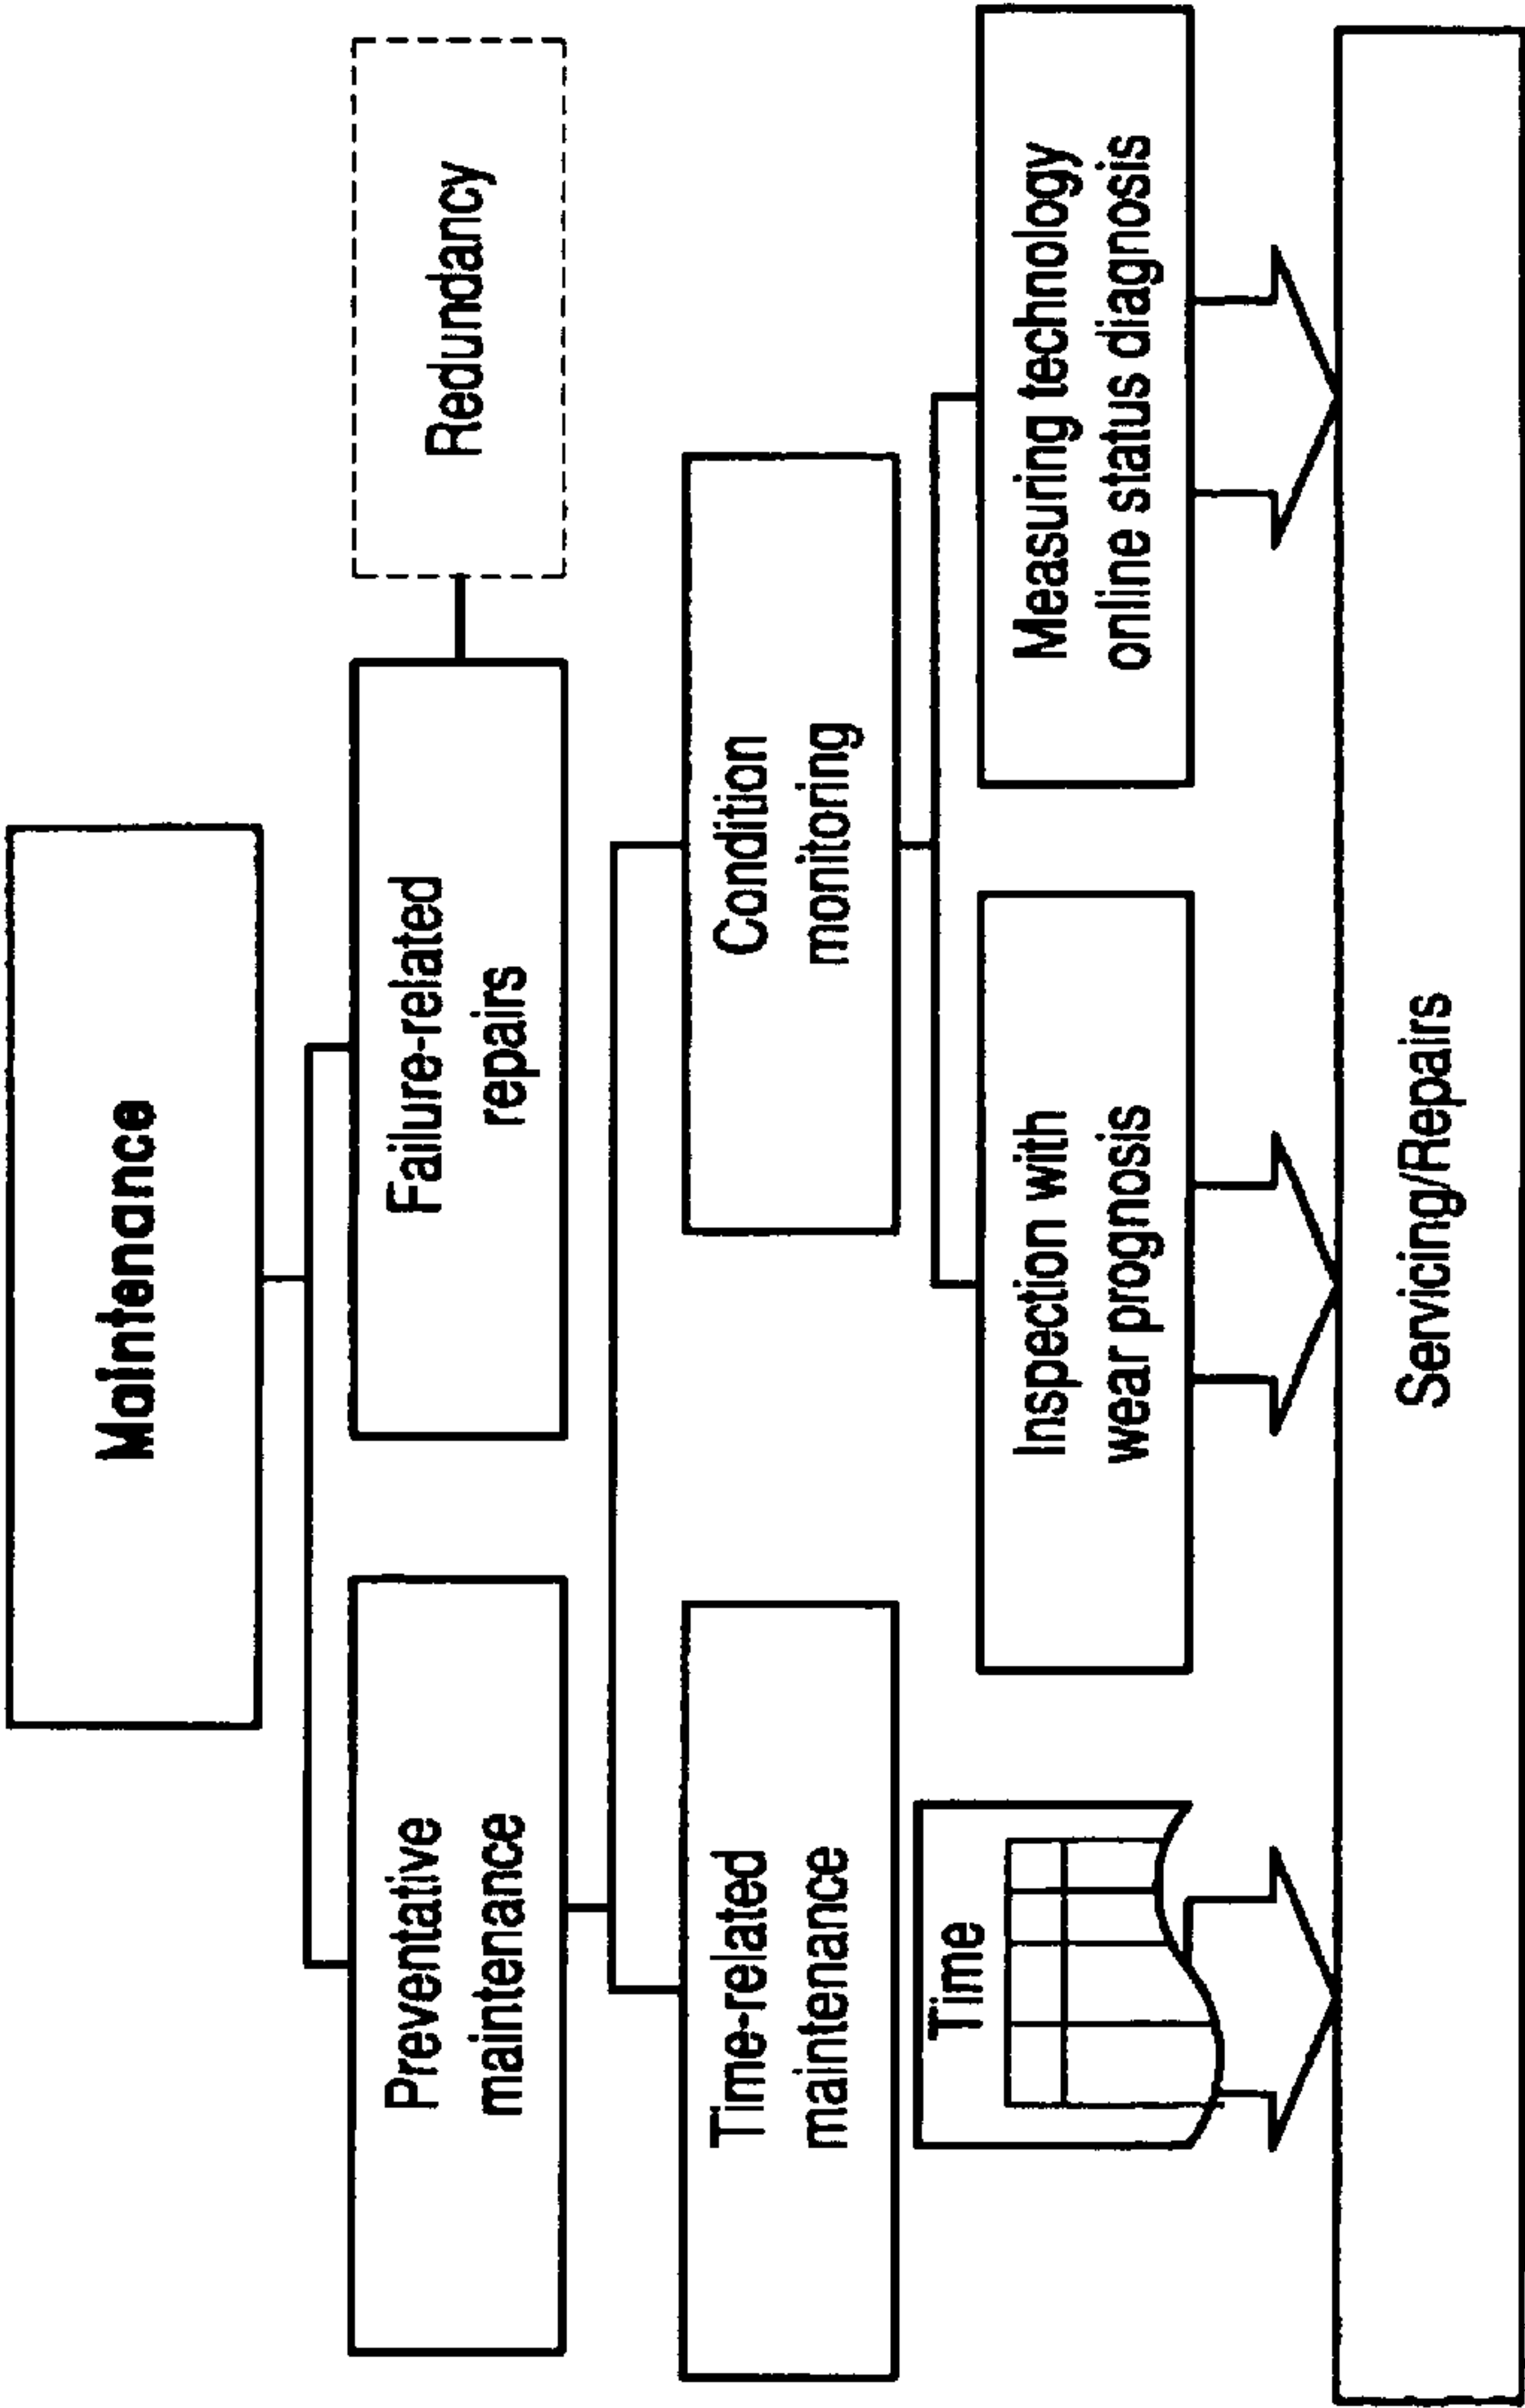 Maintenance
Preventative
maintenance
Failure-related
repairs
Redundancy
Time-related
maintenance
Condition
monitoring
Time
Inspection with
wear prognosis
Measuring technology
online status diagnosis
Servicing/Repairs